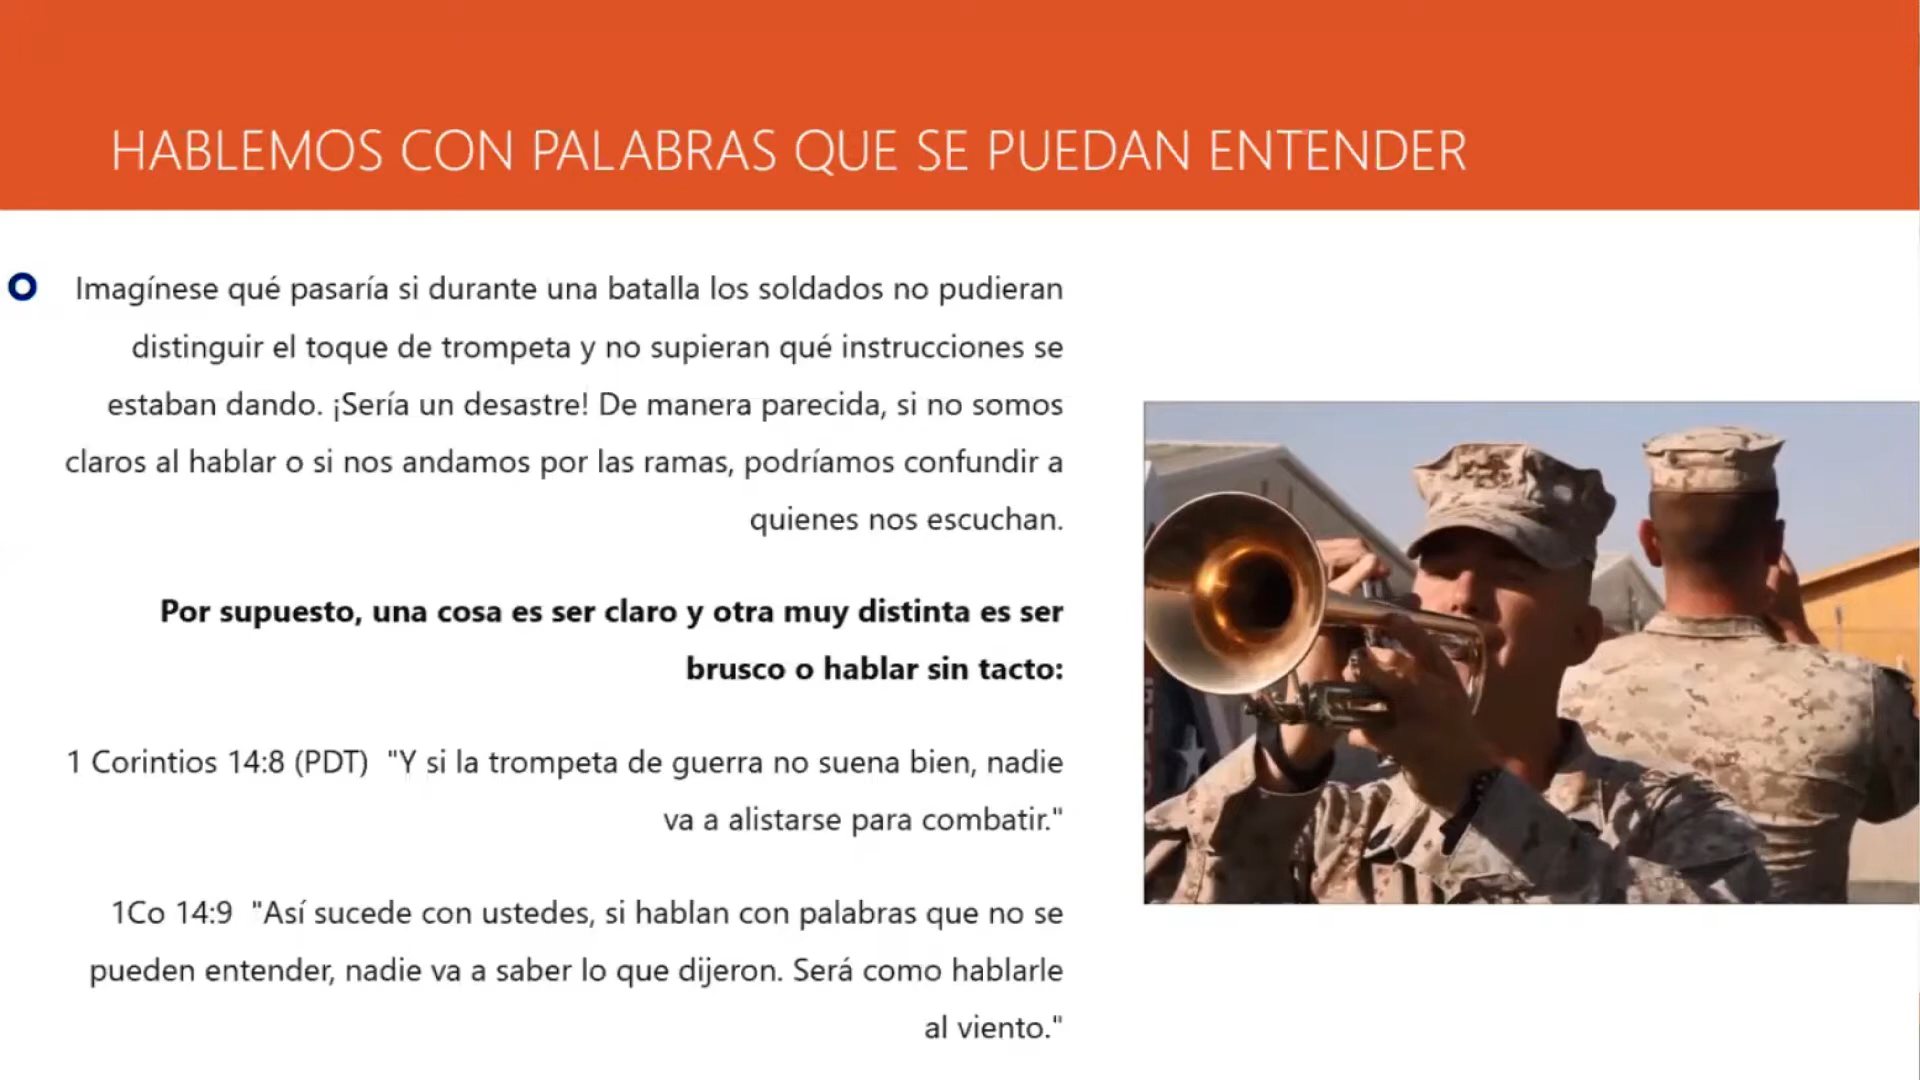 HABLEMOS CON PALABRAS QUE SE PUEDAN ENTENDER
Imagínese qué pasaría si durante una batalla los soldados no pudieran
distinguir el toque de trompeta y no supieran qué instrucciones se
estaban dando. ¡Sería un desastre! De manera parecida, si no somos
claros al hablar o si nos andamos por las ramas, podríamos confundir a
quienes nos escuchan.
Por supuesto, una cosa es ser claro y otra muy distinta es ser
brusco o hablar sin tacto:
1 Corintios 14:8 (PDT)  "Y si la trompeta de guerra no suena bien, nadie
va a alistarse para combatir."
1Co 14:9  "Así sucede con ustedes, si hablan con palabras que no se
pueden entender, nadie va a saber lo que dijeron. Será como hablarle
al viento."